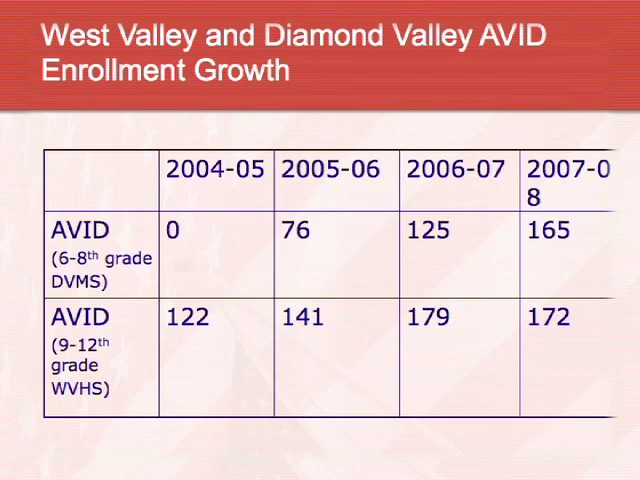 West Valley and Diamond Valley AVID
Enrollment Growth
2004-05 2005-06 2006-07 2007-0
8
AVID 0 76 125 165
(6-8th grade
DVMS)
AVID 122 141 179 172
(9-12th
grade
WVHS)